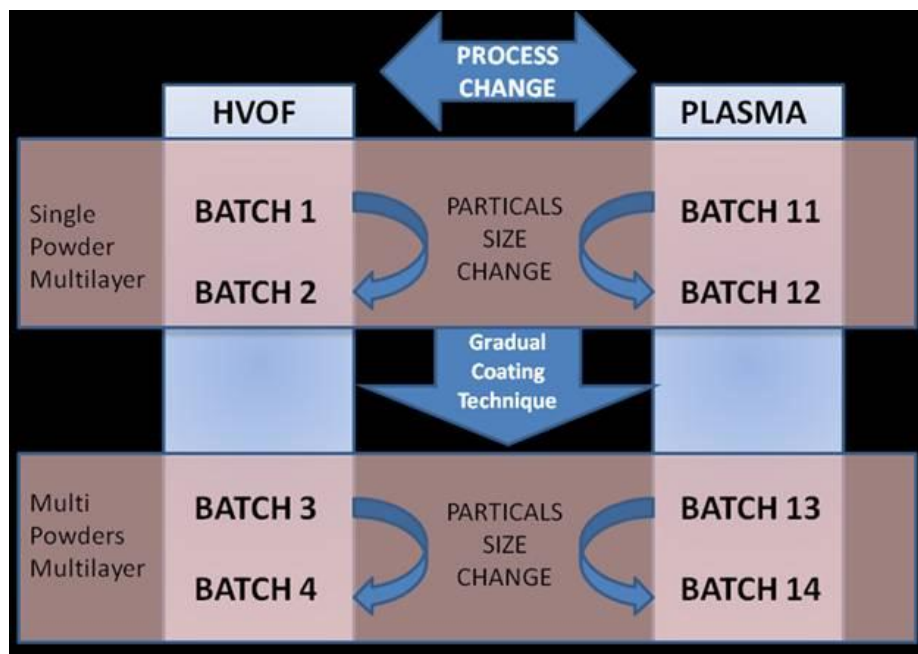 PROCESS
CHANGE
HVOF
PLASMA
Single
Powder
Multilayer
BATCH 1
BATCH 2
PARTICALS
SIZE
CHANGE
BATCH 11
BATCH 12
Gradual
Coating
Technique
Multi
Powders
Multilayer
BATCH 3
BATCH 4
PARTICALS
SIZE
CHANGE
BATCH 13
BATCH 14